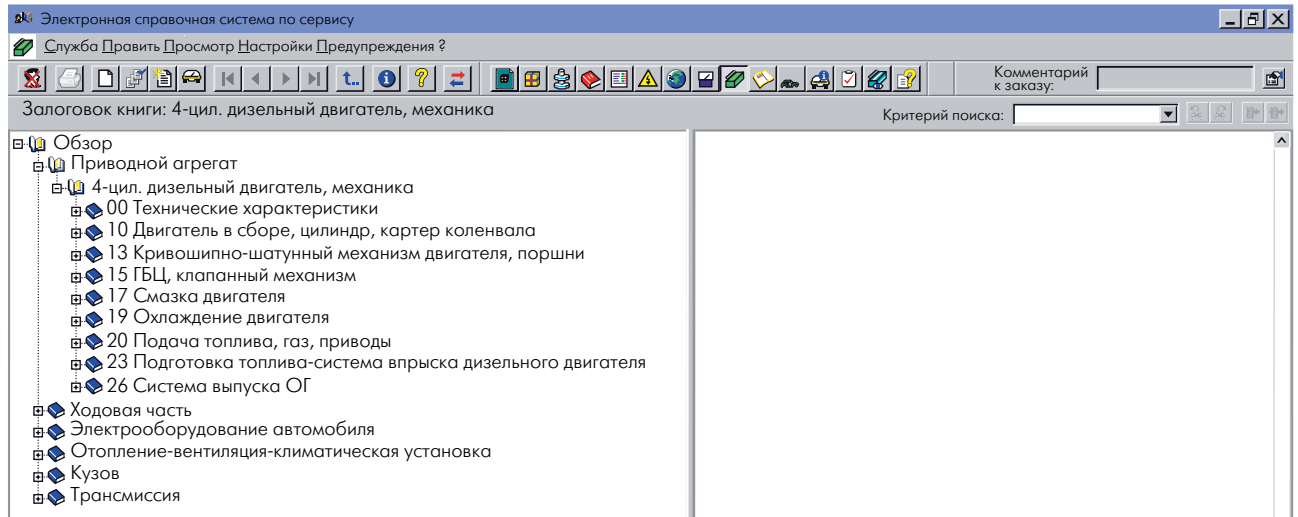 Электронная справочная система по сервису
Служба Править Просмотр Настройки Предупреждения ?
t..
Комментарий
к заказу:
Залоговок книги: 4-цил. дизельный двигатель, механика
Критерий поиска:
Обзор
Приводной агрегат
4-цил. дизельный двигатель, механика
00 Технические характеристики
10 Двигатель в сборе, цилиндр, картер коленвала
13 Кривошипно-шатунный механизм двигателя, поршни
15 ГБЦ, клапанный механизм
17 Смазка двигателя
19 Охлаждение двигателя
20 Подача топлива, газ, приводы
23 Подготовка топлива-система впрыска дизельного двигателя
26 Система выпуска ОГ
Ходовая часть
Электрооборудование автомобиля
Отопление-вентиляция-климатическая установка
Кузов
Трансмиссия